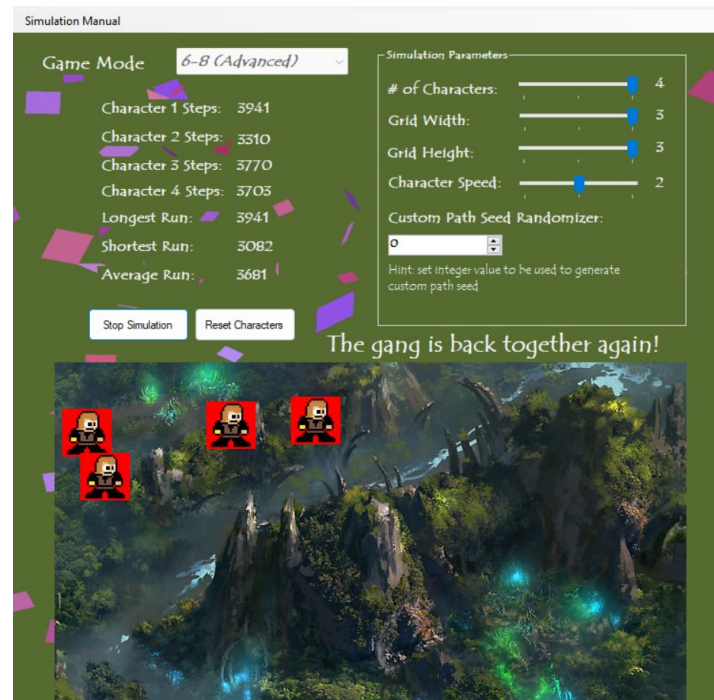 Simulation Manual
Game Mode 6-8 (Advanced)
Character 1 Steps: 3941
Character 2 Steps: 3310
Character 3 Steps: 3770
Character 4 Steps: 3703
Longest Run: 3941
Shortest Run: 3082
Average Run: 3681
Stop Simulation Reset Characters
Simulation Parameters
# of Characters: 4
Grid Width: 3
Grid Height: 3
Character Speed: 2
Custom Path Seed Randomizer:
0
Hint: set integer value to be used to generate
custom path seed
The gang is back together again!